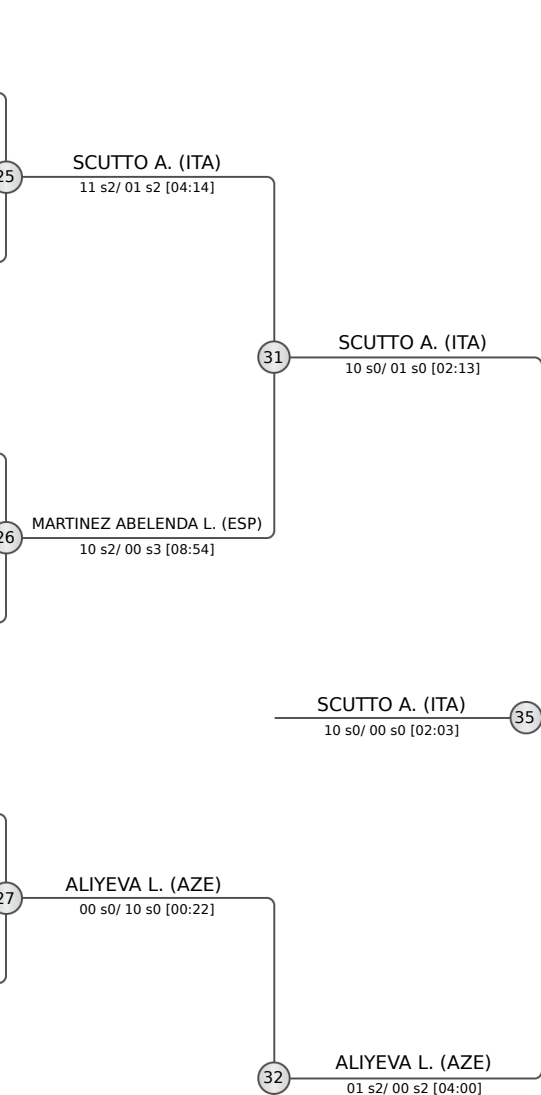 SCUTTO A. (ITA)
25
11 s2/ 01 s2 [04:14]
SCUTTO A. (ITA)
31
10 s0/ 01 s0 [02:13]
MARTINEZ ABELENDA L. (ESP)
26
10 s2/ 00 s3 [08:54]
SCUTTO A. (ITA)
35
10 s0/ 00 s0 [02:03]
ALIYEVA L. (AZE)
27
00 s0/ 10 s0 [00:22]
ALIYEVA L. (AZE)
32
01 s2/ 00 s2 [04:00]